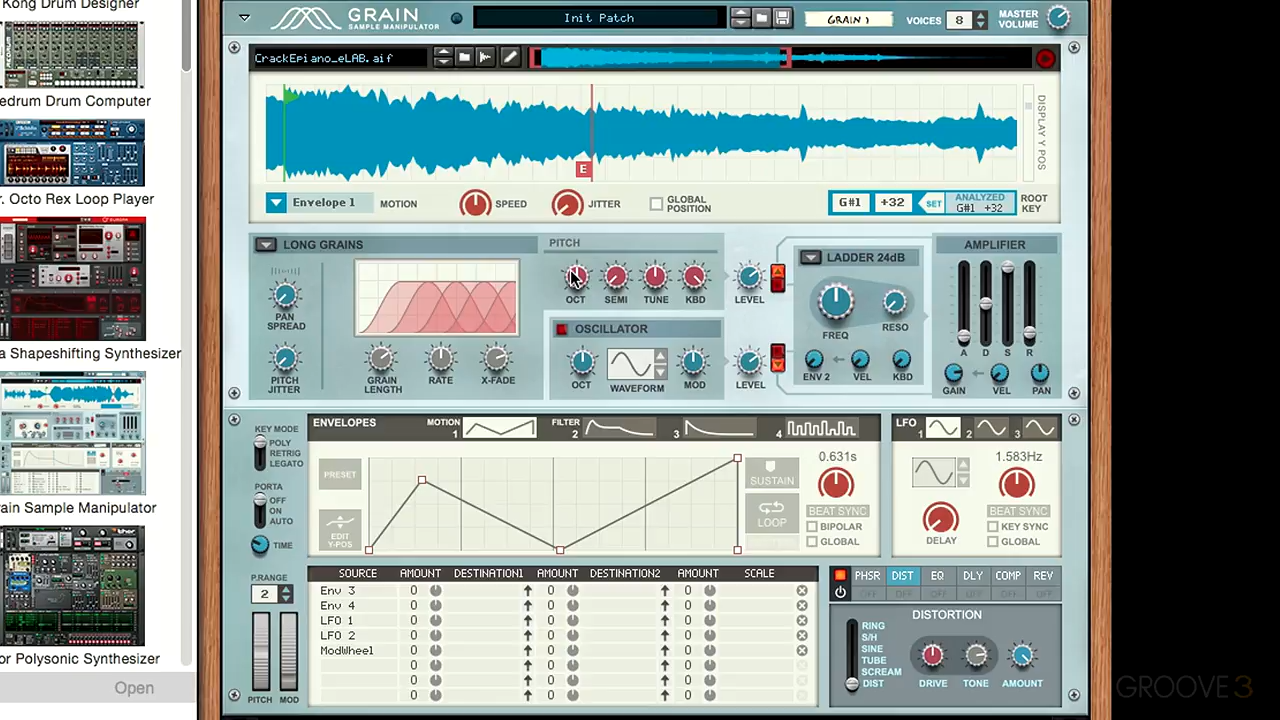 Kong Drum Designer
edrum Drum Computer
r. Octo Rex Loop Player
a Shapeshifting Synthesizer
rain Sample Manipulator
or Polysonic Synthesizer
Open
GRAIN
SAMPLE MANIPULATOR
Init Patch
GRAIN 1
VOICES 8
MASTER
VOLUME
CrackEpiano_eLAB.aif
E
DISPLAY Y POS
Envelope 1 MOTION SPEED JITTER GLOBAL
POSITION
G#1 +32 SET ANALYZED
G#1 +32
ROOT
KEY
LONG GRAINS
PAN
SPREAD
PITCH
JITTER
GRAIN
LENGTH
RATE X-FADE
PITCH
OCT SEMI TUNE KBD LEVEL
OSCILLATOR
OCT WAVEFORM MOD LEVEL
LADDER 24dB
FREQ RESO
ENV 2 VEL KBD
AMPLIFIER
A D S R
GAIN VEL PAN
KEY MODE
POLY
RETRIG
LEGATO
PORTA
OFF
ON
AUTO
TIME
P.RANGE
2
PITCH MOD
ENVELOPES MOTION 1 FILTER 2 3 4
PRESET
EDIT
Y-POS
SUSTAIN
LOOP
0.631s
BEAT SYNC
BIPOLAR
GLOBAL
LFO 1 2 3
1.583Hz
DELAY
BEAT SYNC
KEY SYNC
GLOBAL
SOURCE AMOUNT DESTINATION1 AMOUNT DESTINATION2 AMOUNT SCALE
Env 3 0 0 0
Env 4 0 0 0
LFO 1 0 0 0
LFO 2 0 0 0
ModWheel 0 0 0
0 0 0
0 0 0
0 0 0
PHSR DIST EQ DLY COMP REV
OFF OFF OFF OFF OFF OFF
DISTORTION
RING
S/H
SINE
TUBE
SCREAM
DIST
DRIVE TONE AMOUNT
GROOVE3